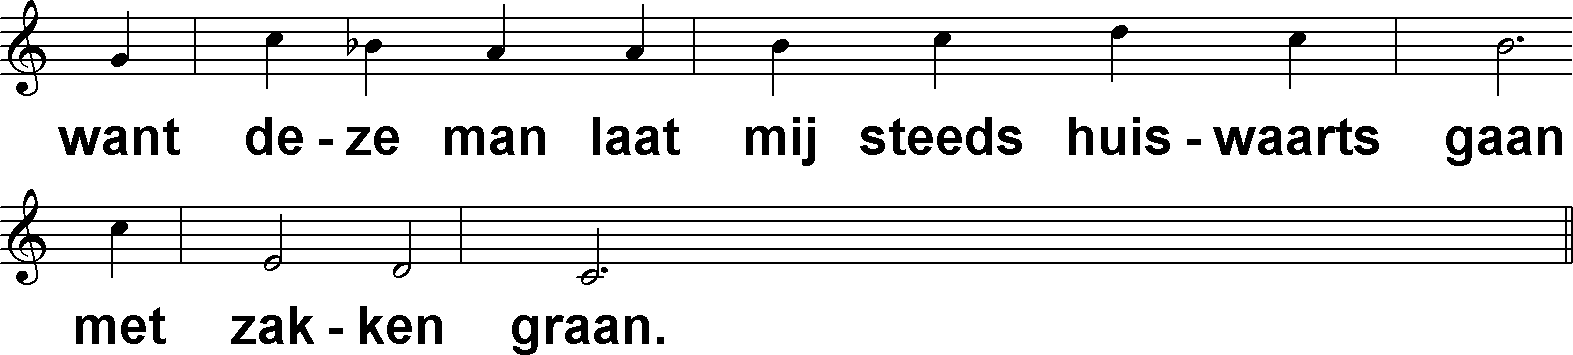 want de - ze man laat mij steeds huis - waarts gaan
met zak - ken graan.